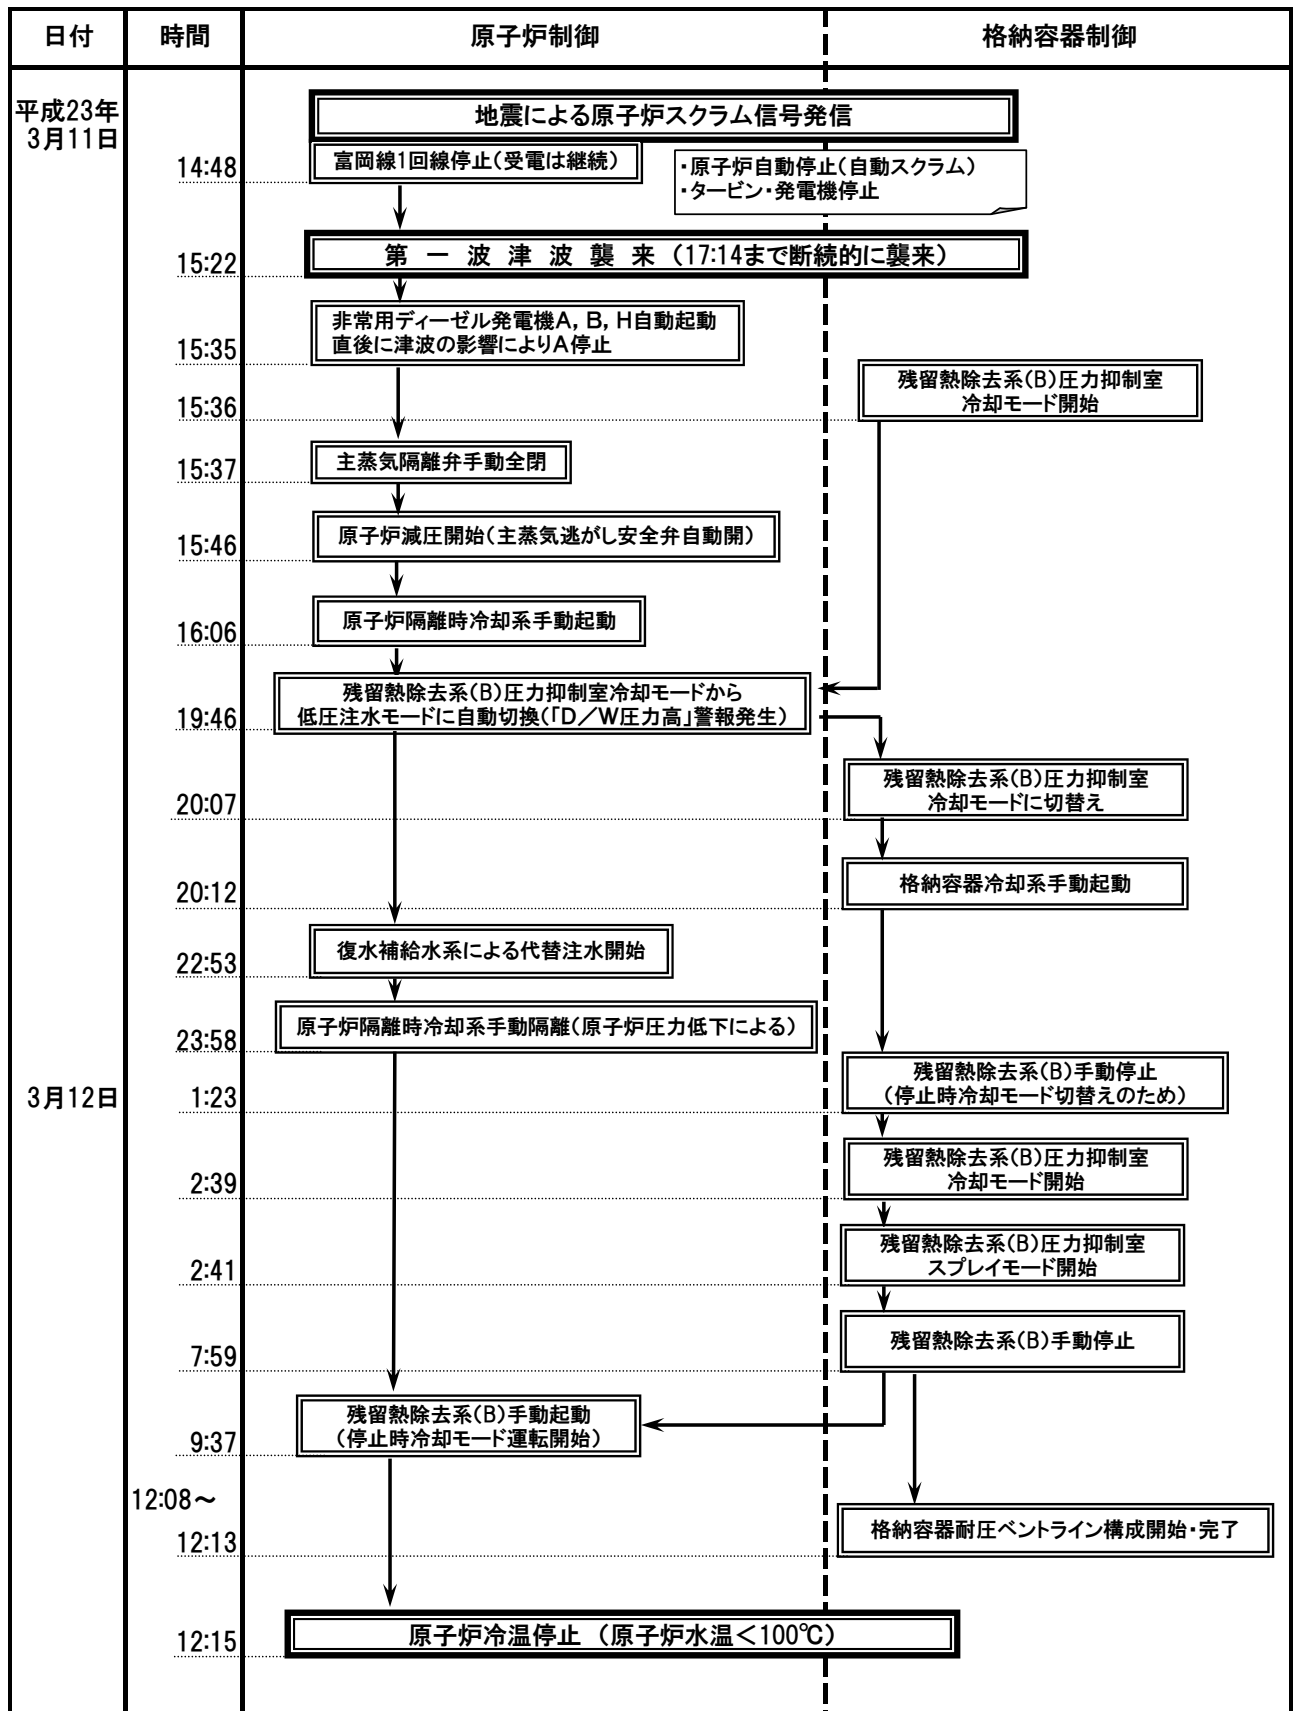 日付
時間
原子炉制御
格納容器制御
平成23年
3月11日
地震による原子炉スクラム信号発信
14:48
富岡線1回線停止(受電は継続)
・原子炉自動停止(自動スクラム)
・タービン・発電機停止
15:22
第一波津波襲来(17:14まで断続的に襲来)
15:35
非常用ディーゼル発電機A，B，H自動起動
直後に津波の影響によりA停止
15:36
残留熱除去系(B)圧力抑制室
冷却モード開始
15:37
主蒸気隔離弁手動全閉
15:46
原子炉減圧開始(主蒸気逃がし安全弁自動開)
16:06
原子炉隔離時冷却系手動起動
19:46
残留熱除去系(B)圧力抑制室冷却モードから
低圧注水モードに自動切換(「D／W圧力高」警報発生)
20:07
残留熱除去系(B)圧力抑制室
冷却モードに切替え
20:12
格納容器冷却系手動起動
22:53
復水補給水系による代替注水開始
23:58
原子炉隔離時冷却系手動隔離(原子炉圧力低下による)
3月12日
1:23
残留熱除去系(B)手動停止
(停止時冷却モード切替えのため)
2:39
残留熱除去系(B)圧力抑制室
冷却モード開始
2:41
残留熱除去系(B)圧力抑制室
スプレイモード開始
7:59
残留熱除去系(B)手動停止
9:37
残留熱除去系(B)手動起動
(停止時冷却モード運転開始)
12:08～
12:13
格納容器耐圧ベントライン構成開始・完了
12:15
原子炉冷温停止 (原子炉水温＜100℃)